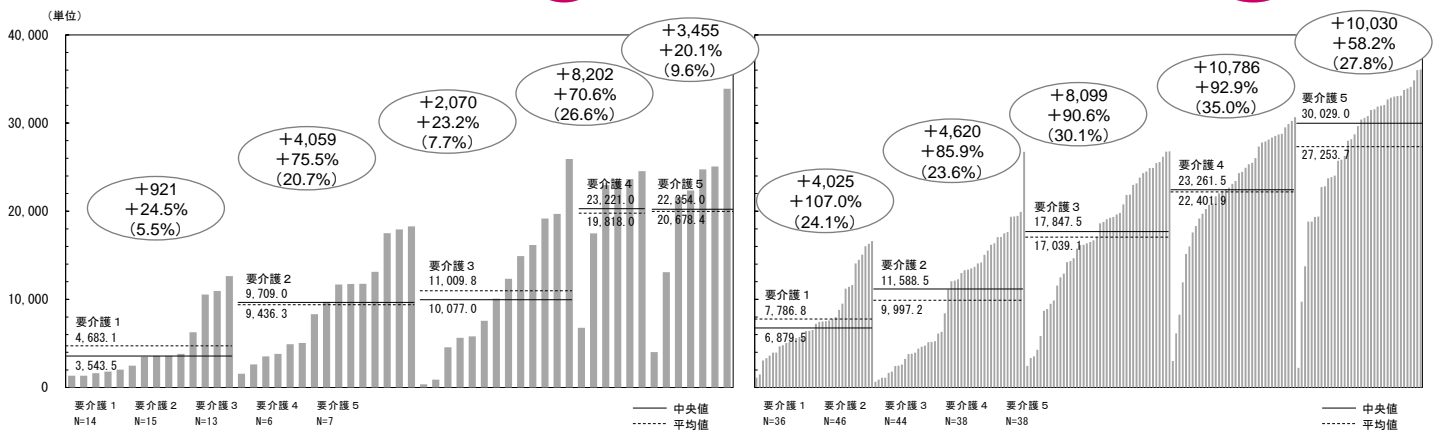 （単位）
40,000
30,000
20,000
10,000
0
＋921
＋24.5%
（5.5%）
＋4,059
＋75.5%
（20.7%）
＋2,070
＋23.2%
（7.7%）
＋8,202
＋70.6%
（26.6%）
＋3,455
＋20.1%
（9.6%）
要介護１
4,683.1
3,543.5
要介護２
9,709.0
9,436.3
要介護３
11,009.8
10,077.0
要介護４
23,221.0
19,818.0
要介護５
22,354.0
20,678.4
要介護１ 要介護２ 要介護３ 要介護４ 要介護５
N=14 N=15 N=13 N=6 N=7
中央値
平均値
＋4,025
＋107.0%
（24.1%）
＋4,620
＋85.9%
（23.6%）
＋8,099
＋90.6%
（30.1%）
＋10,786
＋92.9%
（35.0%）
＋10,030
＋58.2%
（27.8%）
要介護１
7,786.8
6,879.5
要介護２
11,588.5
9,997.2
要介護３
17,847.5
17,039.1
要介護４
23,261.5
22,401.9
要介護５
30,029.0
27,253.7
要介護１ 要介護２ 要介護３ 要介護４ 要介護５
N=36 N=46 N=44 N=38 N=38
中央値
平均値